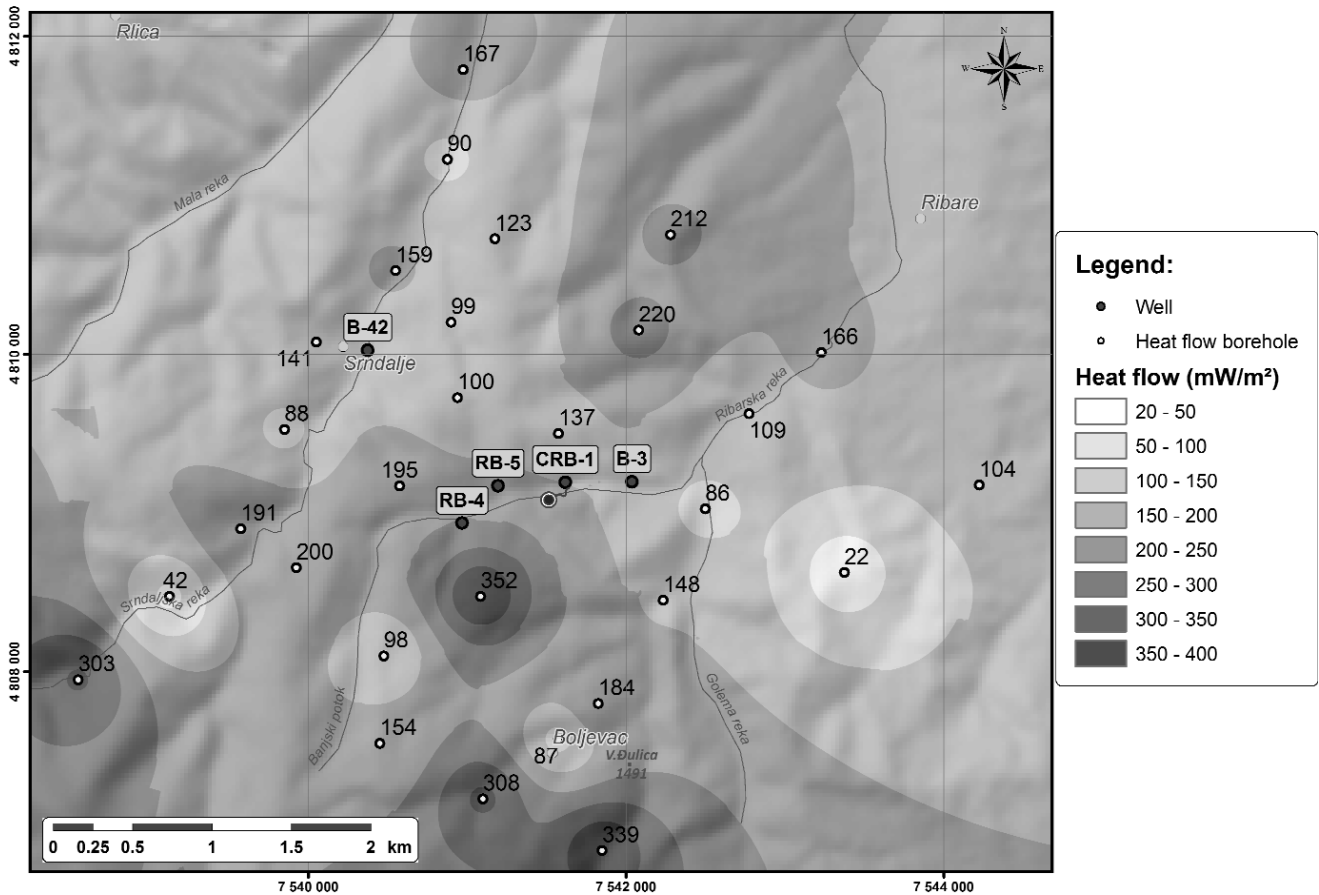 4 812 000
Rlica
167
N
W
E
S
90
Mala reka
Ribare
123
212
159
99
220
B-42
166
4 810 000
141
Srndalje
100
Ribarska reka
88
137
109
RB-5
CRB-1
B-3
195
104
RB-4
86
191
200
22
42
352
148
Srndaljska reka
98
303
4 808 000
184
Golema reka
Banjski potok
154
Boljevac
87
V.Đulica
1491
308
339
0 0.25 0.5 1 1.5 2 km
7 540 000
7 542 000
7 544 000
Legend:
Well
Heat flow borehole
Heat flow (mW/m²)
20 - 50
50 - 100
100 - 150
150 - 200
200 - 250
250 - 300
300 - 350
350 - 400